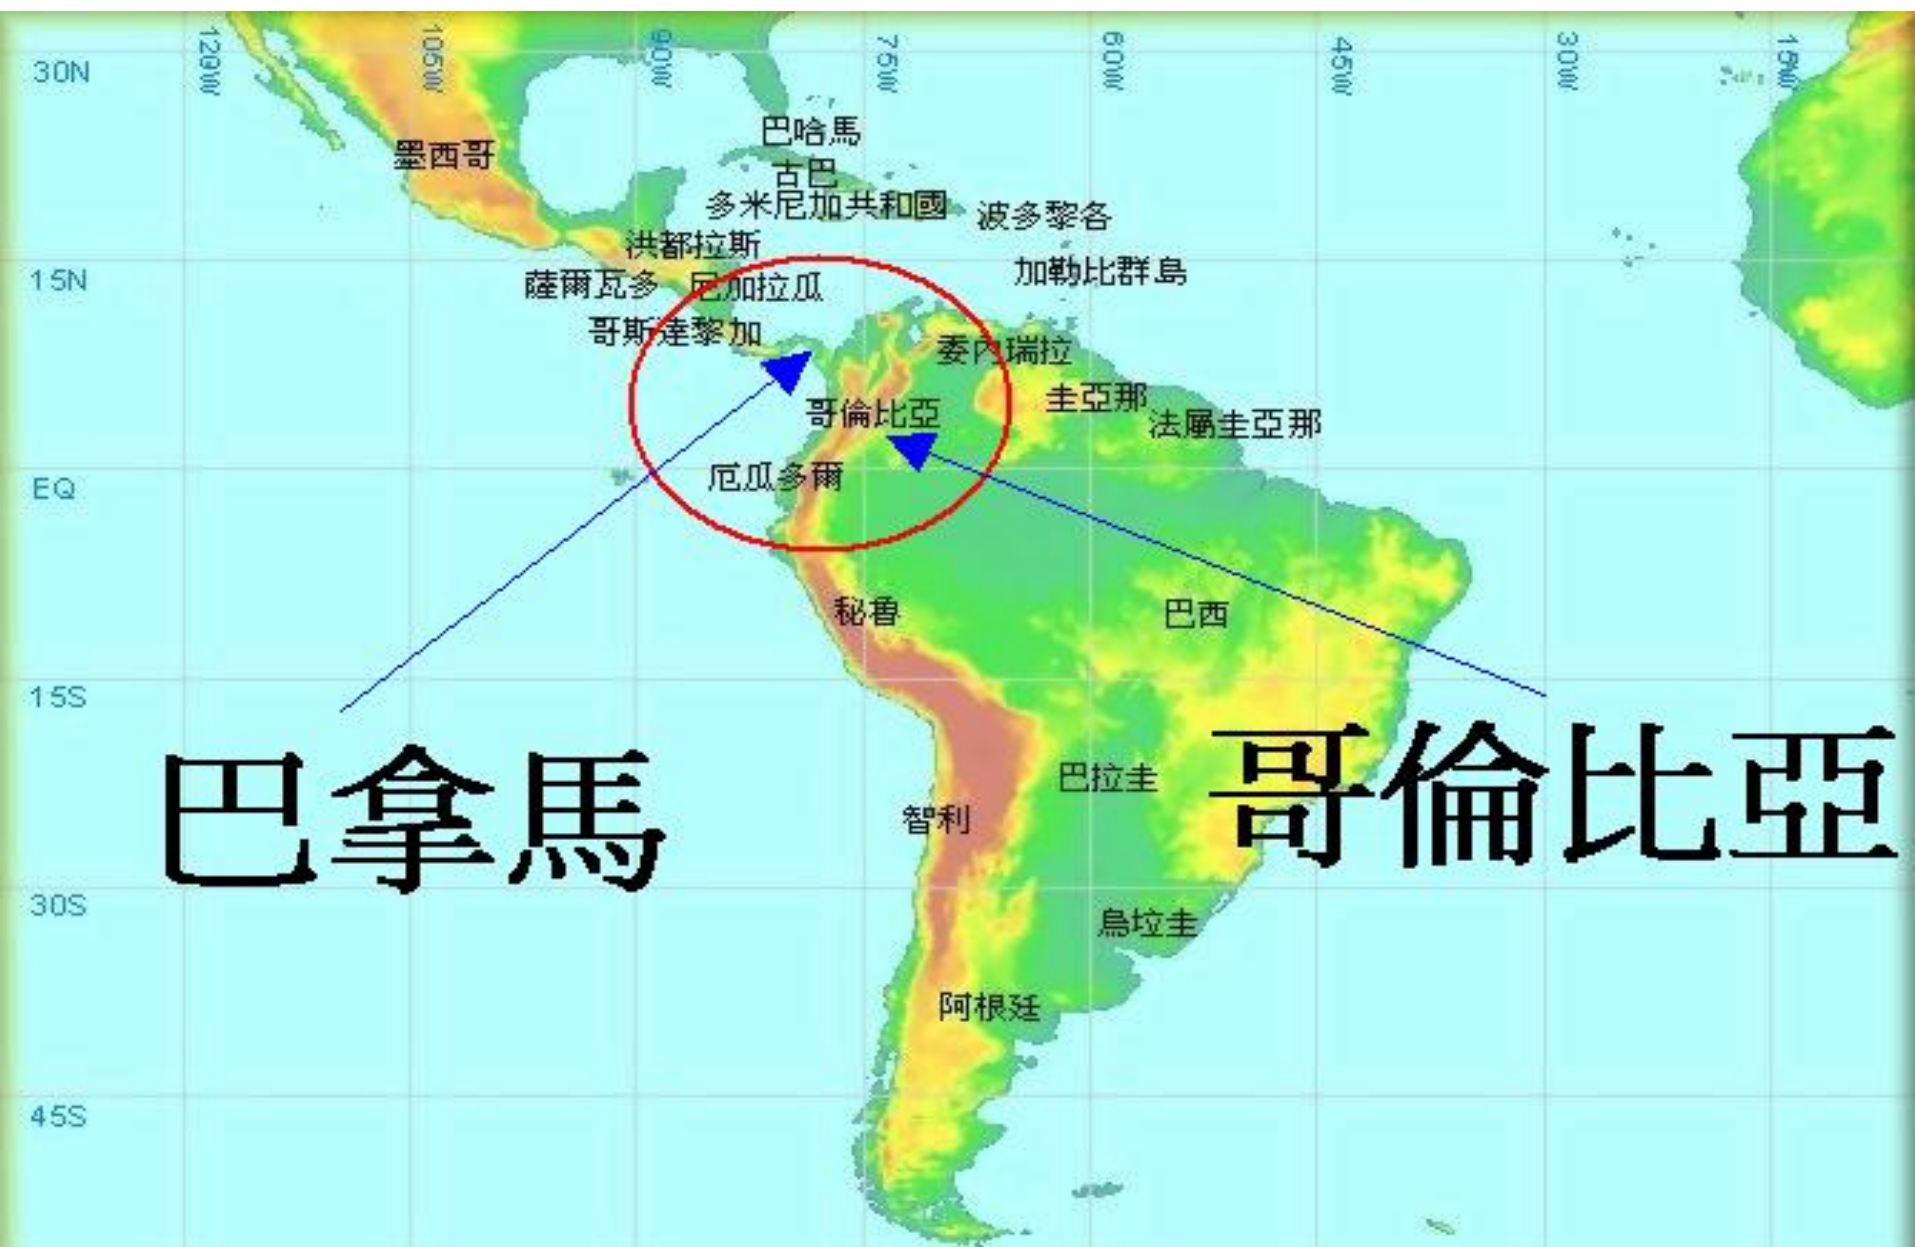 120W
105W
90W
75W
60W
45W
30W
15W
30N
巴哈馬
墨西哥
古巴
多米尼加共和國
波多黎各
洪都拉斯
加勒比群島
15N
薩爾瓦多
尼加拉瓜
哥斯達黎加
委內瑞拉
圭亞那
哥倫比亞
法屬圭亞那
厄瓜多爾
EQ
秘魯
巴西
15S
巴拿馬
哥倫比亞
巴拉圭
智利
30S
烏垃圭
阿根廷
45S